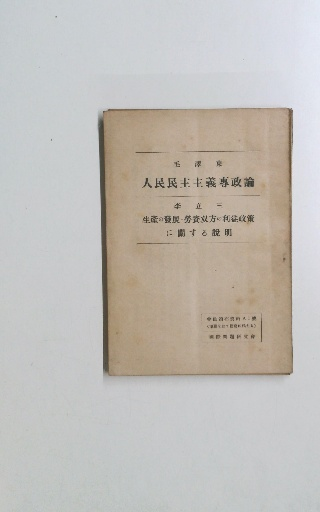 毛澤東
人民民主主義專政論
李立三
生產の發展・勞資双方の利益政策
に關する說明